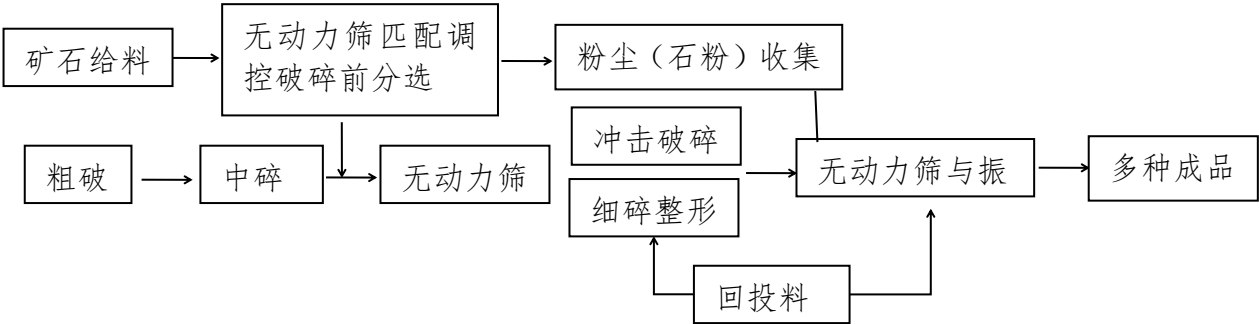 矿石给料
无动力筛匹配调
控破碎前分选
粉尘（石粉）收集
冲击破碎
粗破
中碎
无动力筛
无动力筛与振
多种成品
细碎整形
回投料